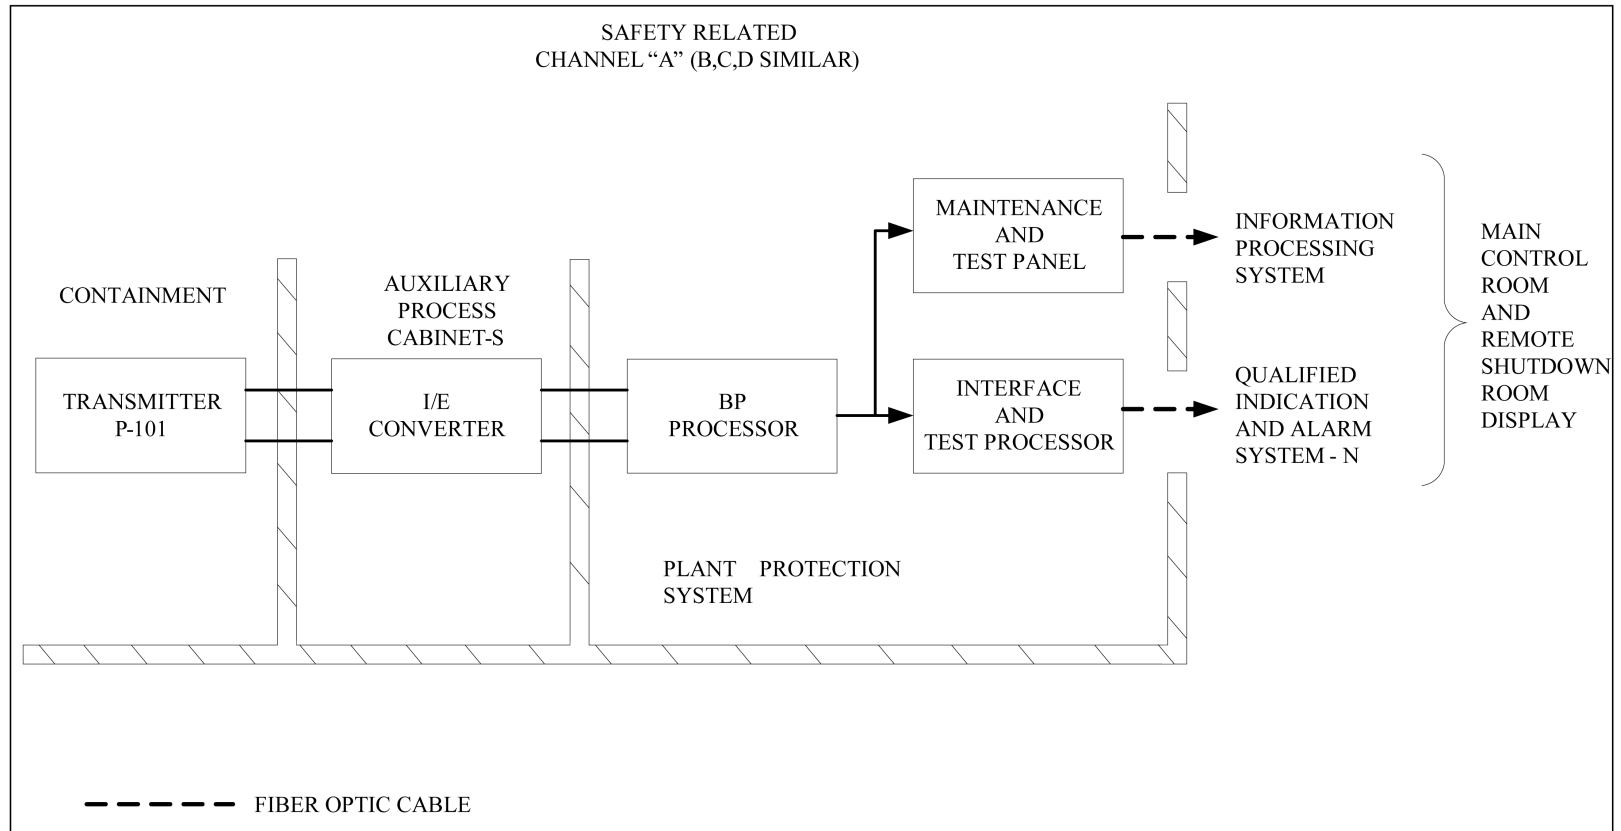 SAFETY RELATED
CHANNEL “A” (B,C,D SIMILAR)
CONTAINMENT
AUXILIARY
PROCESS
CABINET-S
TRANSMITTER
P-101
I/E
CONVERTER
BP
PROCESSOR
MAINTENANCE
AND
TEST PANEL
INTERFACE
AND
TEST PROCESSOR
INFORMATION
PROCESSING
SYSTEM
QUALIFIED
INDICATION
AND ALARM
SYSTEM - N
MAIN
CONTROL
ROOM
AND
REMOTE
SHUTDOWN
ROOM
DISPLAY
PLANT PROTECTION
SYSTEM
FIBER OPTIC CABLE